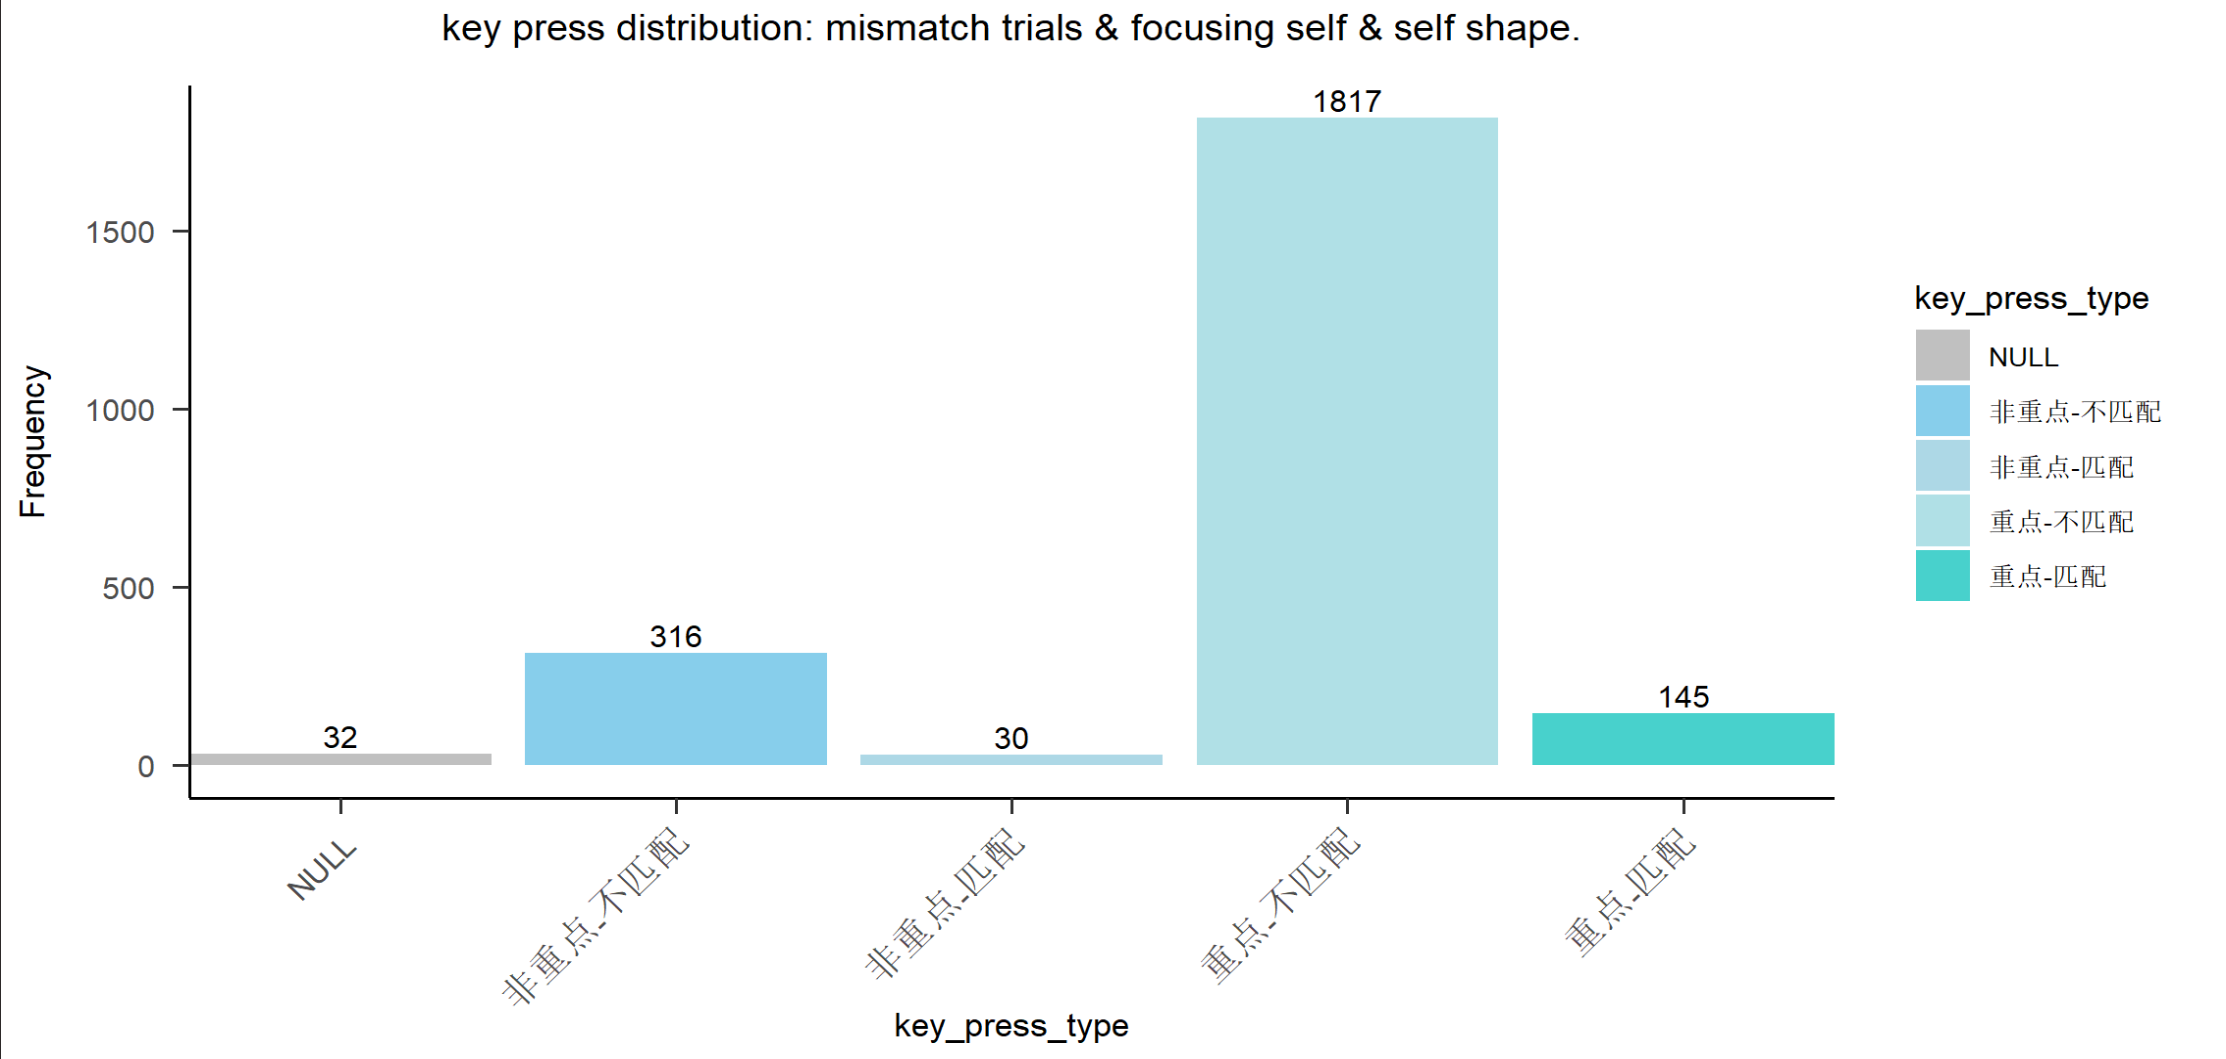 key press distribution: mismatch trials & focusing self & self shape.
Frequency
1500
1000
500
0
32
316
30
1817
145
NULL
非重点-不匹配
非重点-匹配
重点-不匹配
重点-匹配
key_press_type
key_press_type
NULL
非重点-不匹配
非重点-匹配
重点-不匹配
重点-匹配